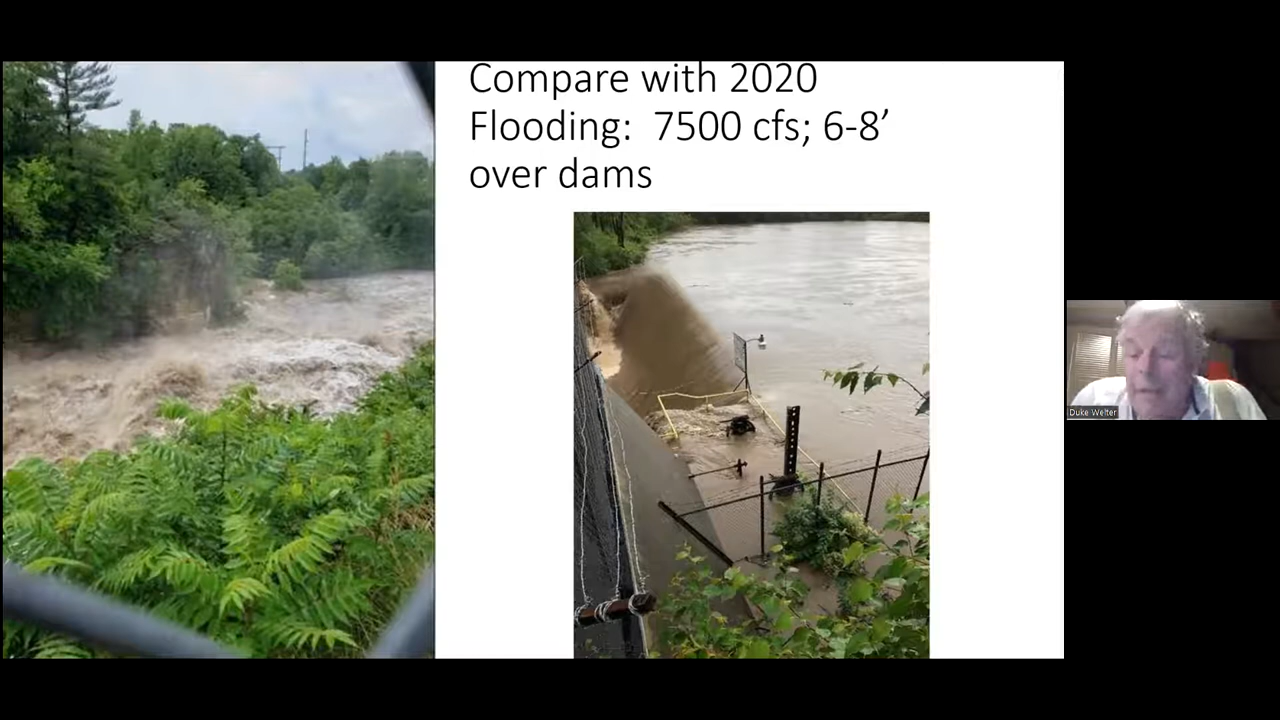 Compare with 2020
Flooding:  7500 cfs; 6-8’
over dams
Duke Welter